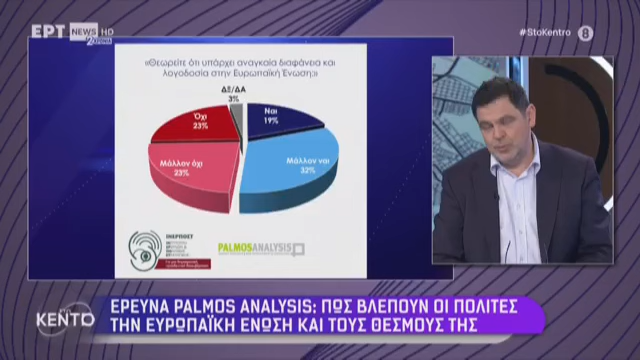 ΕΡΤ NEWS HD
#StoKentro
8
«Θεωρείτε ότι υπάρχει αναγκαία διαφάνεια και
λογοδοσία στην Ευρωπαϊκή Ένωση;»
ΔΞ/ΔΑ
3%
Όχι
23%
Ναι
19%
Μάλλον όχι
23%
Μάλλον ναι
32%
PALMOS ANALYSIS
ΕΡΕΥΝΑ PALMOS ANALYSIS: ΠΩΣ ΒΛΕΠΟΥΝ ΟΙ ΠΟΛΙΤΕΣ
ΤΗΝ ΕΥΡΩΠΑΪΚΗ ΕΝΩΣΗ ΚΑΙ ΤΟΥΣ ΘΕΣΜΟΥΣ ΤΗΣ
ΚΕΝΤΡΟ